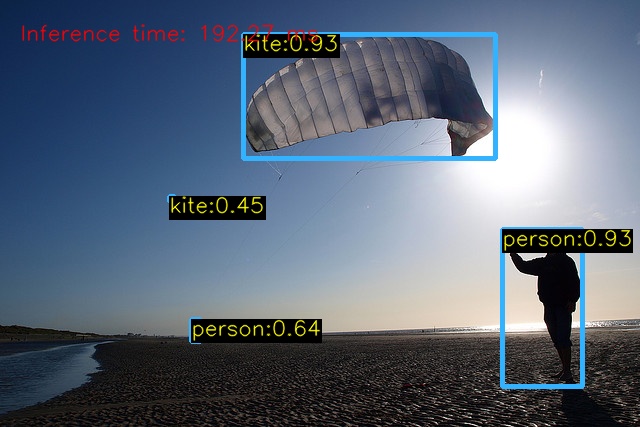 Inference time: 192.27 ms
kite:0.93
kite:0.45
person:0.93
person:0.64